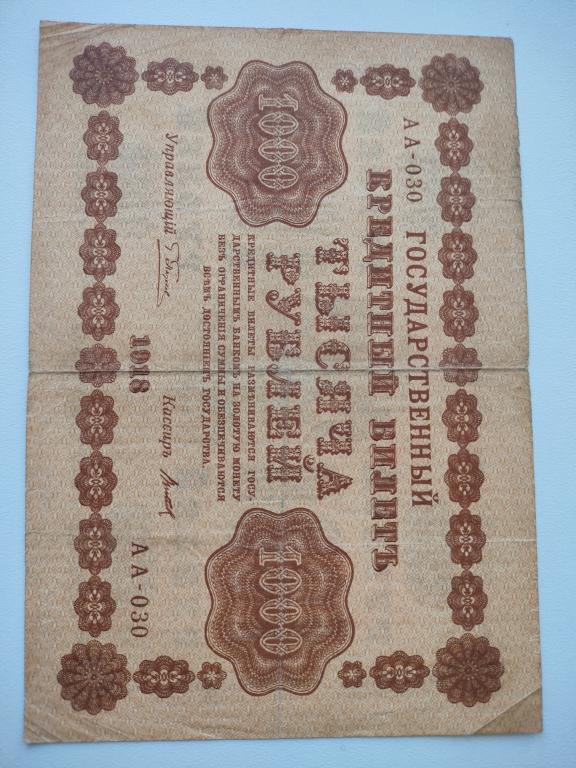 АА-030 ГОСУДАРСТВЕННЫЙ
КРЕДИТНЫЙ БИЛЕТЪ
ТЫСЯЧА
РУБЛЕЙ
1000
1000
КРЕДИТНЫЕ БИЛЕТЫ РАЗМѢНИВАЮТСЯ ГОСУ-
ДАРСТВЕННЫМЪ БАНКОМЪ НА ЗОЛОТУЮ МОНЕТУ
БЕЗЪ ОГРАНИЧЕНІЯ СУММЫ И ОБЕЗПЕЧИВАЮТСЯ
ВСѢМЪ ДОСТОЯНІЕМЪ ГОСУДАРСТВА.
Управляющій
Кассиръ
1918
АА-030